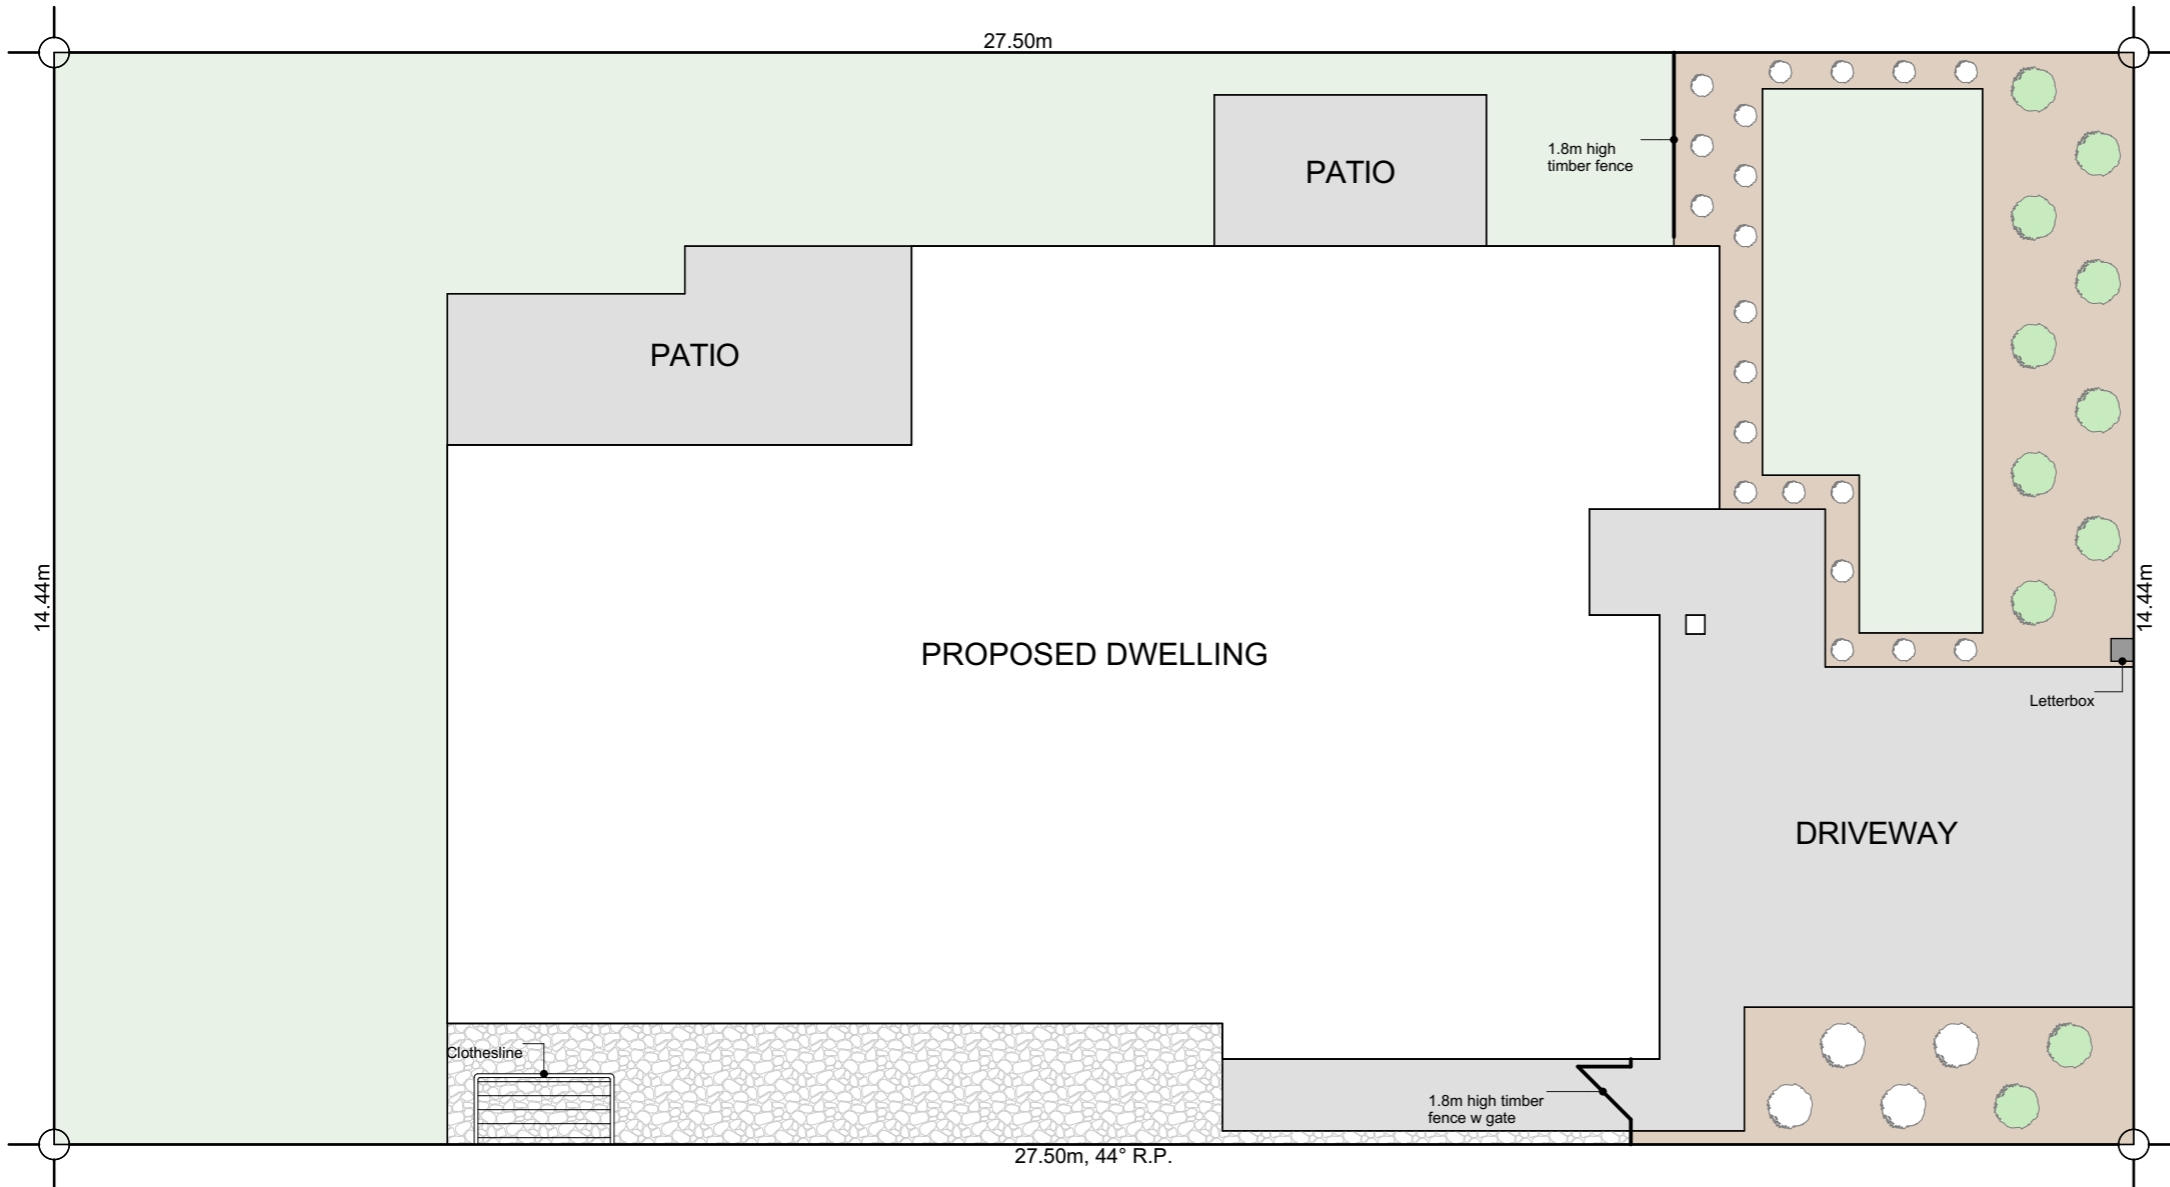 27.50m
1.8m high
timber fence
PATIO
PATIO
14.44m
14.44m
PROPOSED DWELLING
Letterbox
DRIVEWAY
Clothesline
1.8m high timber
fence w gate
27.50m, 44° R.P.